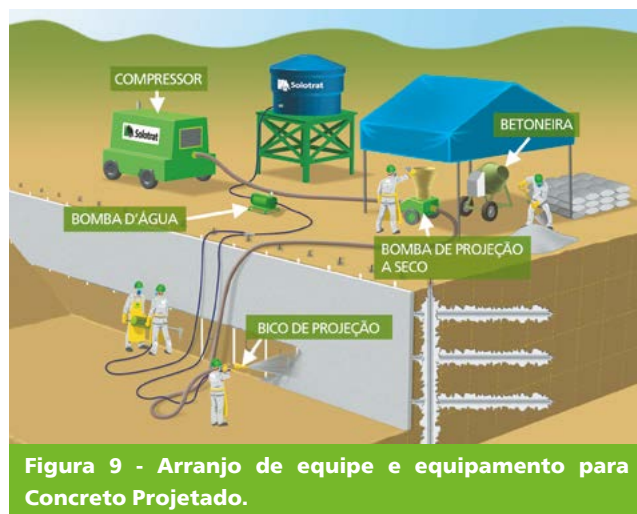 COMPRESSOR
Solotrat
Solotrat
BETONEIRA
BOMBA D'ÁGUA
BOMBA DE PROJEÇÃO
A SECO
BICO DE PROJEÇÃO
Figura 9 - Arranjo de equipe e equipamento para
Concreto Projetado.